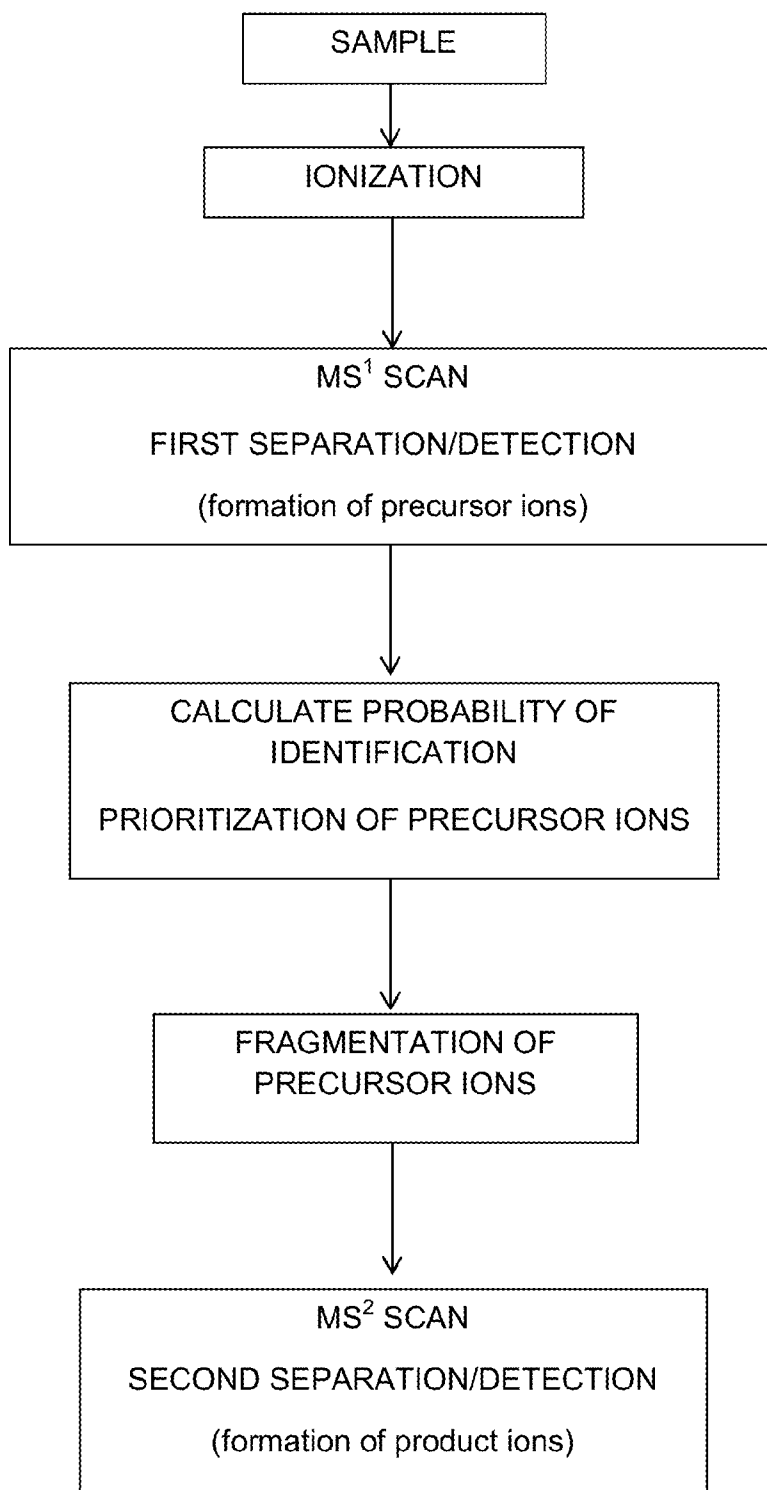 SAMPLE
IONIZATION
MS¹ SCAN
FIRST SEPARATION/DETECTION
(formation of precursor ions)
CALCULATE PROBABILITY OF
IDENTIFICATION
PRIORITIZATION OF PRECURSOR IONS
FRAGMENTATION OF
PRECURSOR IONS
MS² SCAN
SECOND SEPARATION/DETECTION
(formation of product ions)